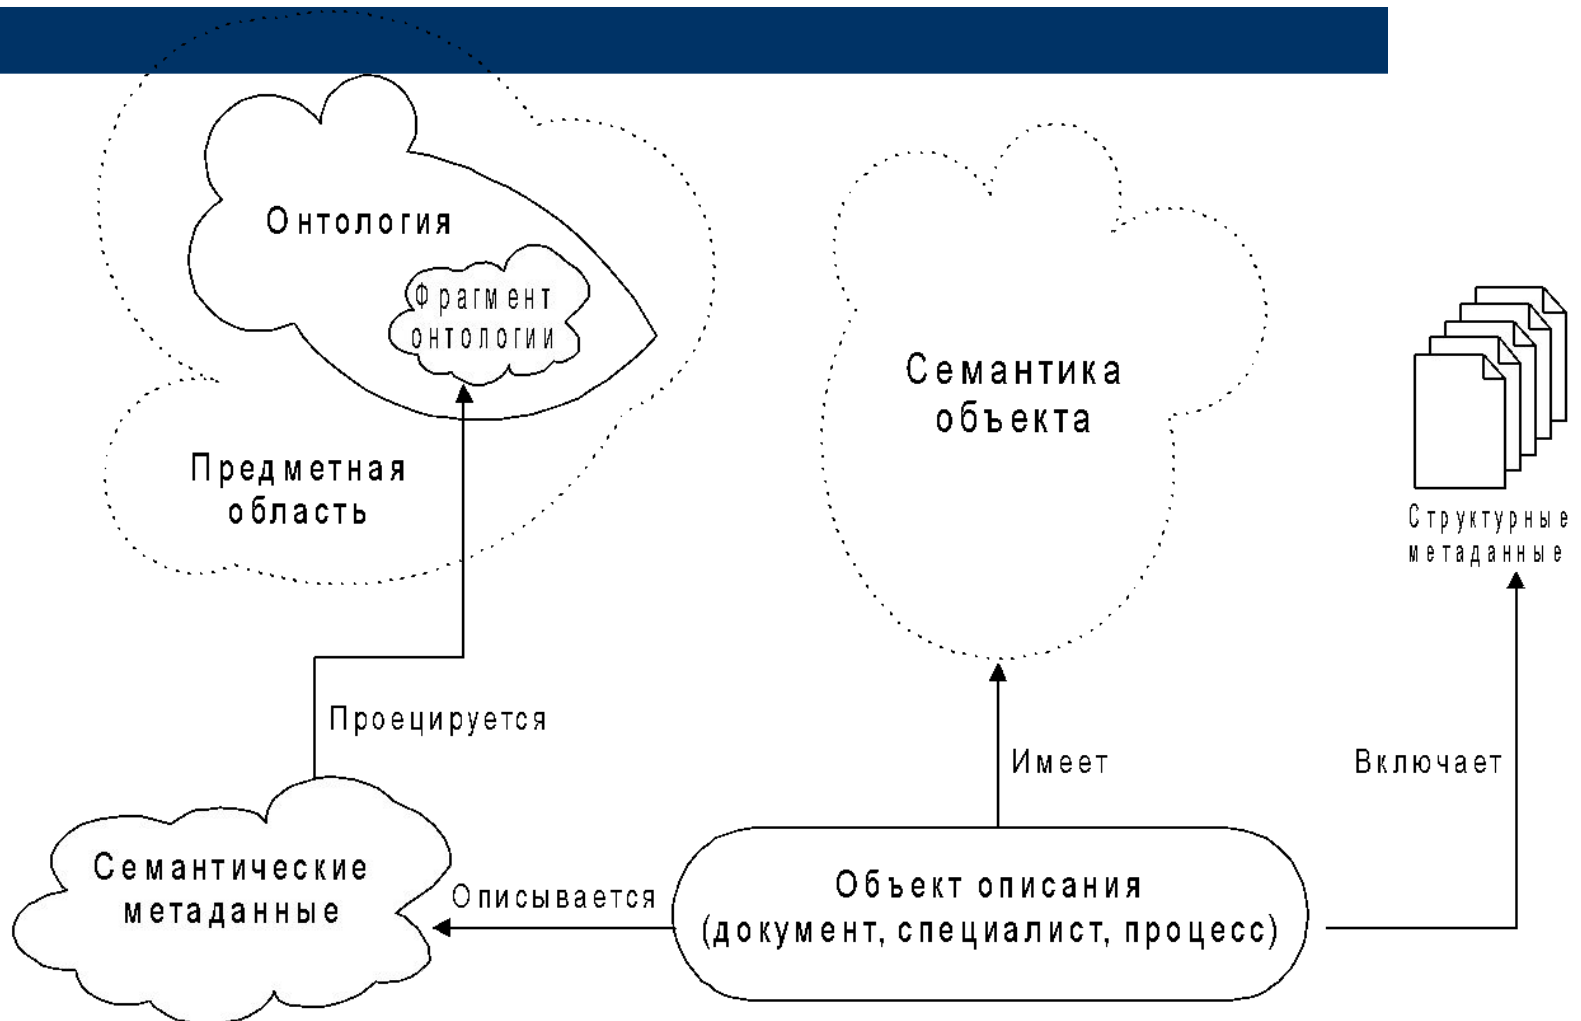 Онтология
Фрагмент
онтологии
Предметная
область
Семантика
объекта
Структурные
метаданные
Проецируется
Имеет
Включает
Семантические
метаданные
Описывается
Объект описания
(документ, специалист, процесс)